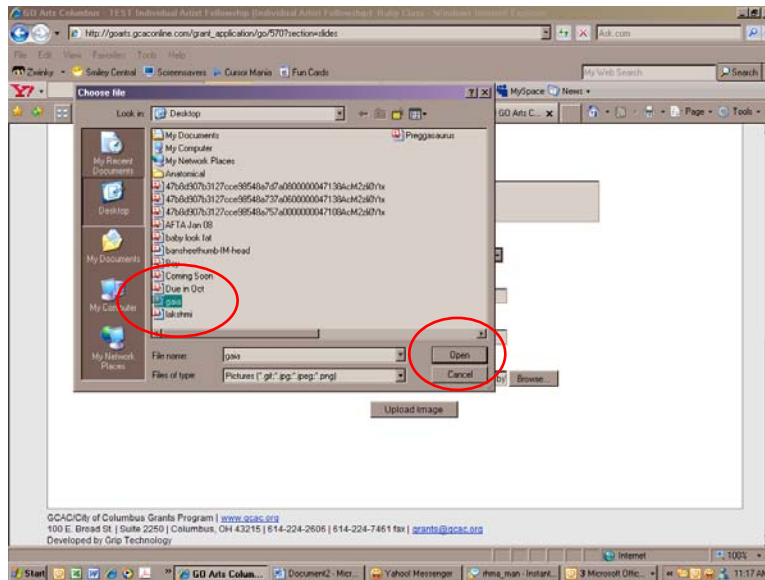 GO Arts Columbus - TEST Individual Artist Fellowship (Individual Artist Fellowship): Ruby Class - Windows Internet Explorer
http://goarts.gcaconline.com/grant_application/go/570?section=slides
Ask.com
File Edit View Favorites Tools Help
Zwinky Smiley Central Screensavers Cursor Mania Fun Cards
My Web Search
Search
Choose file
MySpace
News
GO Arts C...
Page
Tools
Look in:
Desktop
My Recent Documents
Desktop
My Documents
My Computer
My Network Places
My Documents
My Computer
My Network Places
Anatomical
AFTA Jan 08
baby look fat
bansheethumb-IM-head
Coming Soon
Due in Oct
gaia
lakshmi
Preggasaurus
File name:
gaia
Open
Files of type:
Pictures (*.gif;*.jpg;*.jpeg;*.png)
Cancel
Browse...
Upload image
GCAC/City of Columbus Grants Program | www.gcac.org
100 E. Broad St. | Suite 2250 | Columbus, OH 43215 | 614-224-2606 | 614-224-7461 fax | grants@gcac.org
Developed by Grip Technology
Internet
100%
Start
GO Arts Colum...
Document2 - Micr...
Yahoo! Messenger
rhma_man - Instant...
3 Microsoft Offic...
11:17 AM